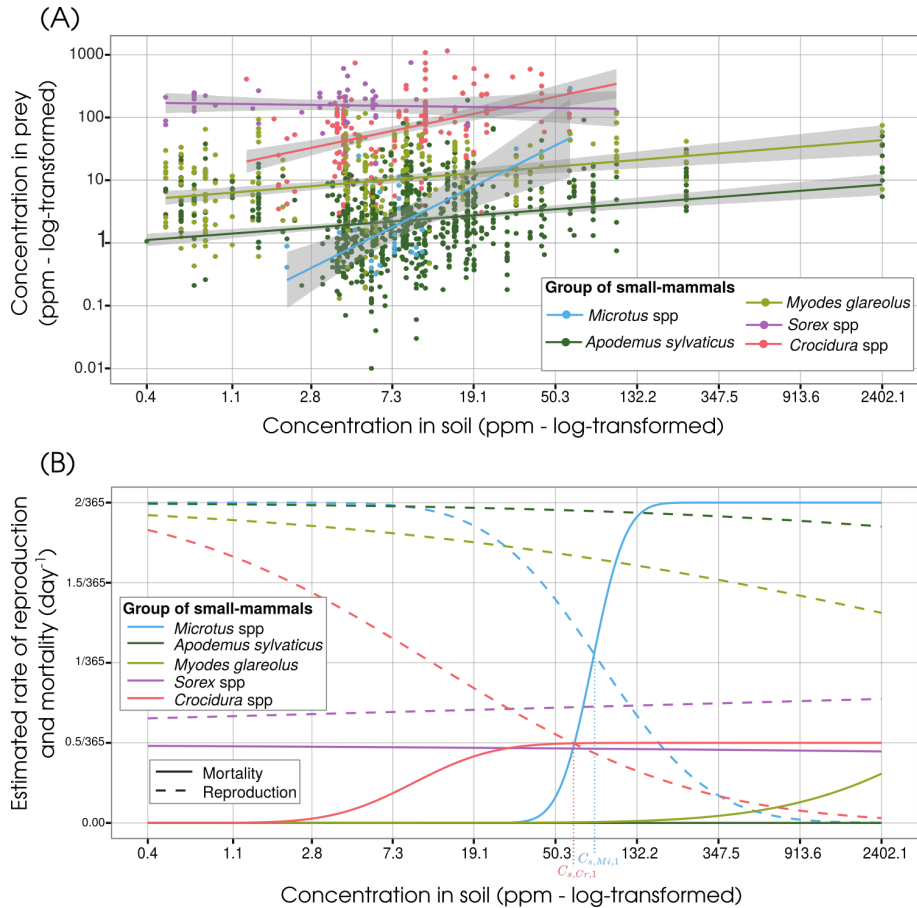 (A)
Concentration in prey
(ppm - log-transformed)
1000
100
10
1
0.1
0.01
Group of small-mammals
Microtus spp
Apodemus sylvaticus
Myodes glareolus
Sorex spp
Crocidura spp
0.4 1.1 2.8 7.3 19.1 50.3 132.2 347.5 913.6 2402.1
Concentration in soil (ppm - log-transformed)
(B)
Estimated rate of reproduction
and mortality (day⁻¹)
2/365
1.5/365
1/365
0.5/365
0.00
Group of small-mammals
Microtus spp
Apodemus sylvaticus
Myodes glareolus
Sorex spp
Crocidura spp
Mortality
Reproduction
C_{s,Mi,1}
C_{s,Cr,1}
0.4 1.1 2.8 7.3 19.1 50.3 132.2 347.5 913.6 2402.1
Concentration in soil (ppm - log-transformed)